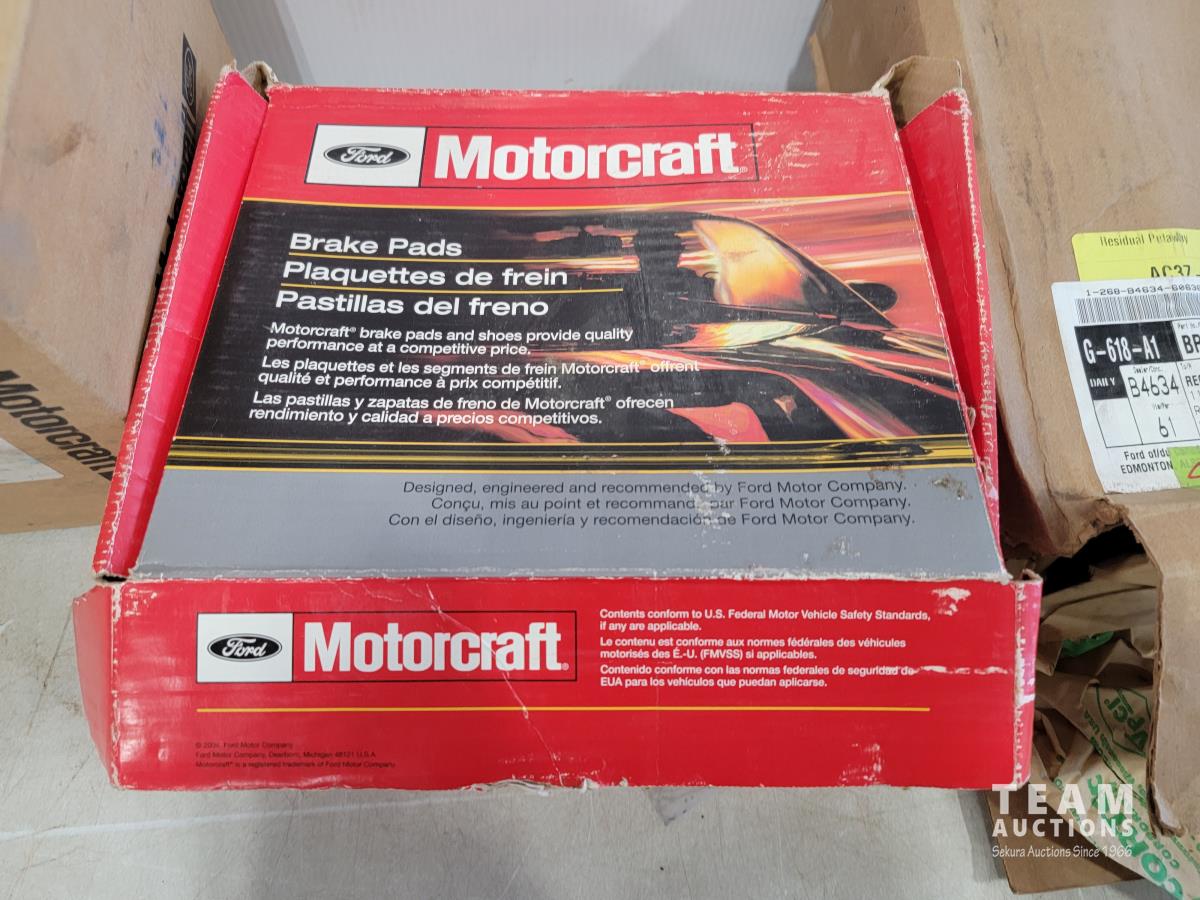 Ford
Motorcraft®
Brake Pads
Plaquettes de frein
Pastillas del freno
Motorcraft® brake pads and shoes provide quality
performance at a competitive price.
Les plaquettes et les segments de frein Motorcraft® offrent
qualité et performance à prix compétitif.
Las pastillas y zapatas de freno de Motorcraft® ofrecen
rendimiento y calidad a precios competitivos.
Designed, engineered and recommended by Ford Motor Company.
Conçu, mis au point et recommandé par Ford Motor Company.
Con el diseño, ingeniería y recomendación de Ford Motor Company.
Ford
Motorcraft®
Contents conform to U.S. Federal Motor Vehicle Safety Standards,
if any are applicable.
Le contenu est conforme aux normes fédérales des véhicules
motorisés des É.-U. (FMVSS) si applicables.
Contenido conforme con las normas federales de seguridad de
EUA para los vehículos que puedan aplicarse.
© 2004, Ford Motor Company
Ford Motor Company, Dearborn, Michigan 48121 U.S.A.
Motorcraft® is a registered trademark of Ford Motor Company
Motorcraft
Residual
AC37
G-618-A1
DAILY
B4634
61
EDMONTON
TEAM
AUCTIONS
Sekura Auctions Since 1966